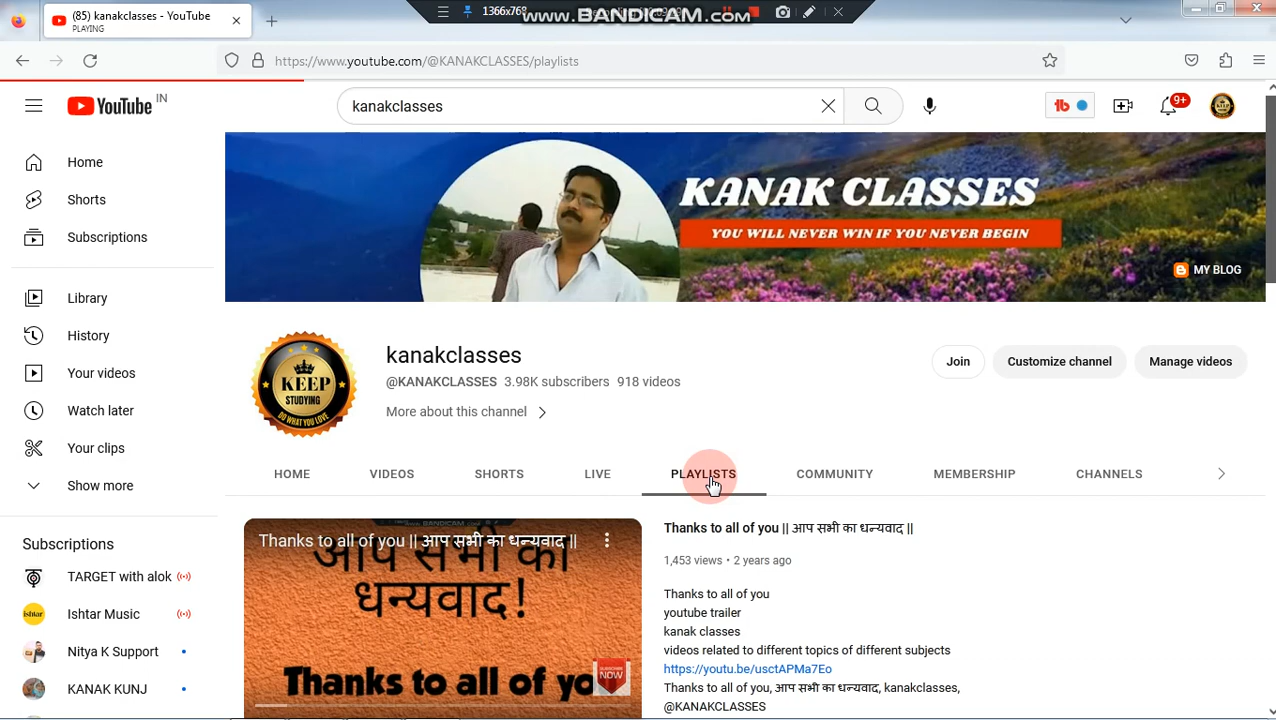 (85) kanakclasses - YouTube
PLAYING
1366x768
www.BANDICAM.com
https://www.youtube.com/@KANAKCLASSES/playlists
YouTube IN
kanakclasses
9+
Home
Shorts
Subscriptions
Library
History
Your videos
Watch later
Your clips
Show more
Subscriptions
TARGET with alok
Ishtar Music
Nitya K Support
KANAK KUNJ
KANAK CLASSES
YOU WILL NEVER WIN IF YOU NEVER BEGIN
MY BLOG
KEEP
STUDYING
DO WHAT YOU LOVE
kanakclasses
@KANAKCLASSES 3.98K subscribers 918 videos
More about this channel
Join
Customize channel
Manage videos
HOME VIDEOS SHORTS LIVE PLAYLISTS COMMUNITY MEMBERSHIP CHANNELS
Thanks to all of you || आप सभी का धन्यवाद ||
आप सभी का
धन्यवाद!
Thanks to all of yo
NOW
Thanks to all of you || आप सभी का धन्यवाद ||
1,453 views • 2 years ago
Thanks to all of you
youtube trailer
kanak classes
videos related to different topics of different subjects
https://youtu.be/usctAPMa7Eo
Thanks to all of you, आप सभी का धन्यवाद, kanakclasses,
@KANAKCLASSES